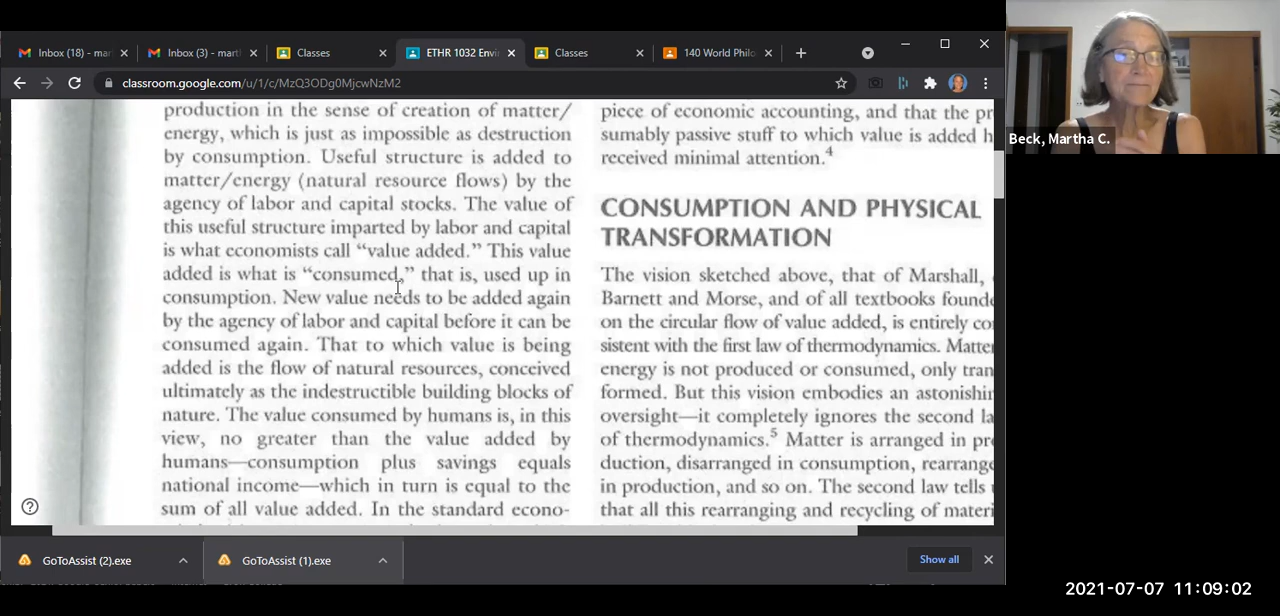 Inbox (18) - mar
Inbox (3) - mart
Classes
ETHR 1032 Envi
Classes
140 World Philo
classroom.google.com/u/1/c/MzQ3ODg0MjcwNzM2
Beck, Martha C.
production in the sense of creation of matter/
energy, which is just as impossible as destruction
by consumption. Useful structure is added to
matter/energy (natural resource flows) by the
agency of labor and capital stocks. The value of
this useful structure imparted by labor and capital
is what economists call “value added.” This value
added is what is “consumed,” that is, used up in
consumption. New value needs to be added again
by the agency of labor and capital before it can be
consumed again. That to which value is being
added is the flow of natural resources, conceived
ultimately as the indestructible building blocks of
nature. The value consumed by humans is, in this
view, no greater than the value added by
humans—consumption plus savings equals
national income—which in turn is equal to the
sum of all value added. In the standard econo-
piece of economic accounting, and that the pr
sumably passive stuff to which value is added h
received minimal attention.4
CONSUMPTION AND PHYSICAL
TRANSFORMATION
The vision sketched above, that of Marshall,
Barnett and Morse, and of all textbooks founde
on the circular flow of value added, is entirely co
sistent with the first law of thermodynamics. Matter
energy is not produced or consumed, only tran
formed. But this vision embodies an astonishin
oversight—it completely ignores the second la
of thermodynamics.5 Matter is arranged in pro
duction, disarranged in consumption, rearrange
in production, and so on. The second law tells
that all this rearranging and recycling of materi
GoToAssist (2).exe
GoToAssist (1).exe
Show all
2021-07-07 11:09:02